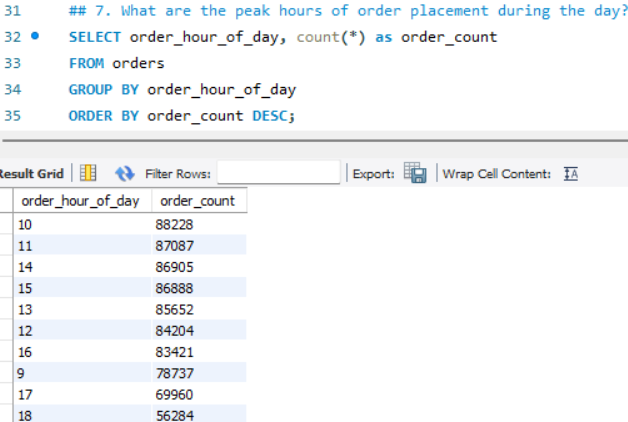 31 ## 7. What are the peak hours of order placement during the day?
32 SELECT order_hour_of_day, count(*) as order_count
33 FROM orders
34 GROUP BY order_hour_of_day
35 ORDER BY order_count DESC;
Result Grid Filter Rows: Export: Wrap Cell Content: IA
order_hour_of_day order_count
10 88228
11 87087
14 86905
15 86888
13 85652
12 84204
16 83421
9 78737
17 69960
18 56284